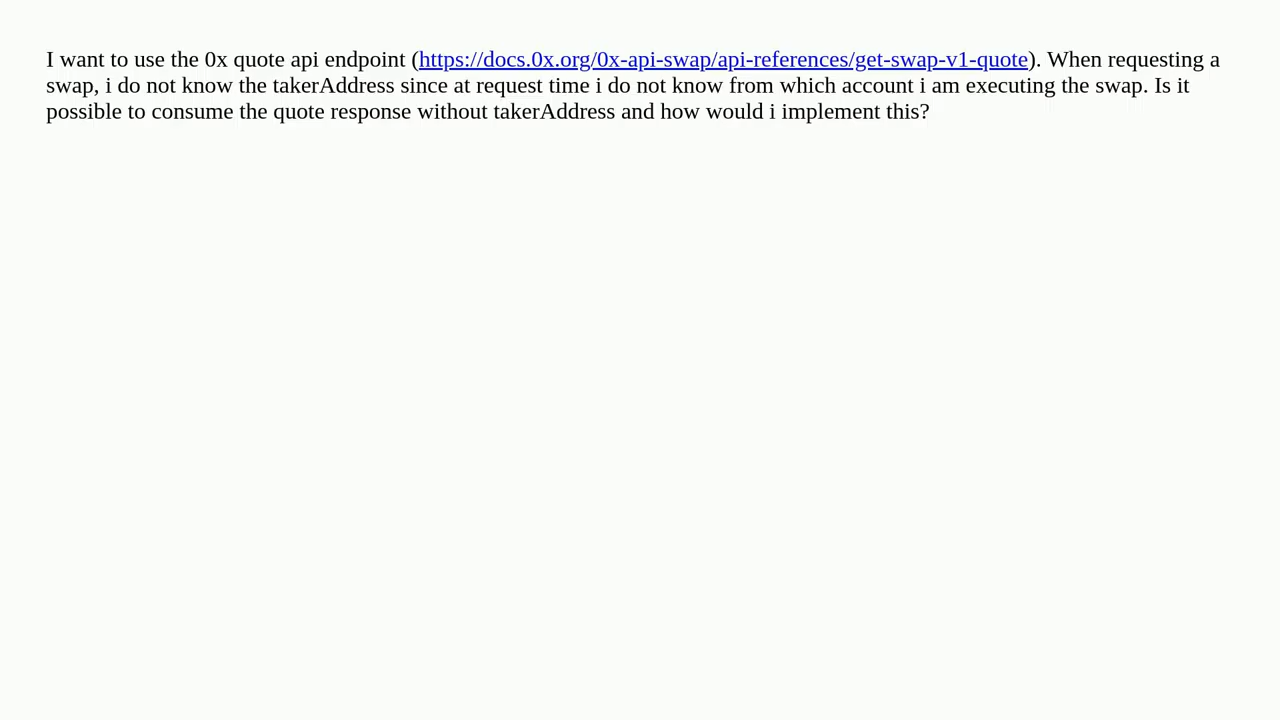 I want to use the 0x quote api endpoint (https://docs.0x.org/0x-api-swap/api-references/get-swap-v1-quote). When requesting a
swap, i do not know the takerAddress since at request time i do not know from which account i am executing the swap. Is it
possible to consume the quote response without takerAddress and how would i implement this?